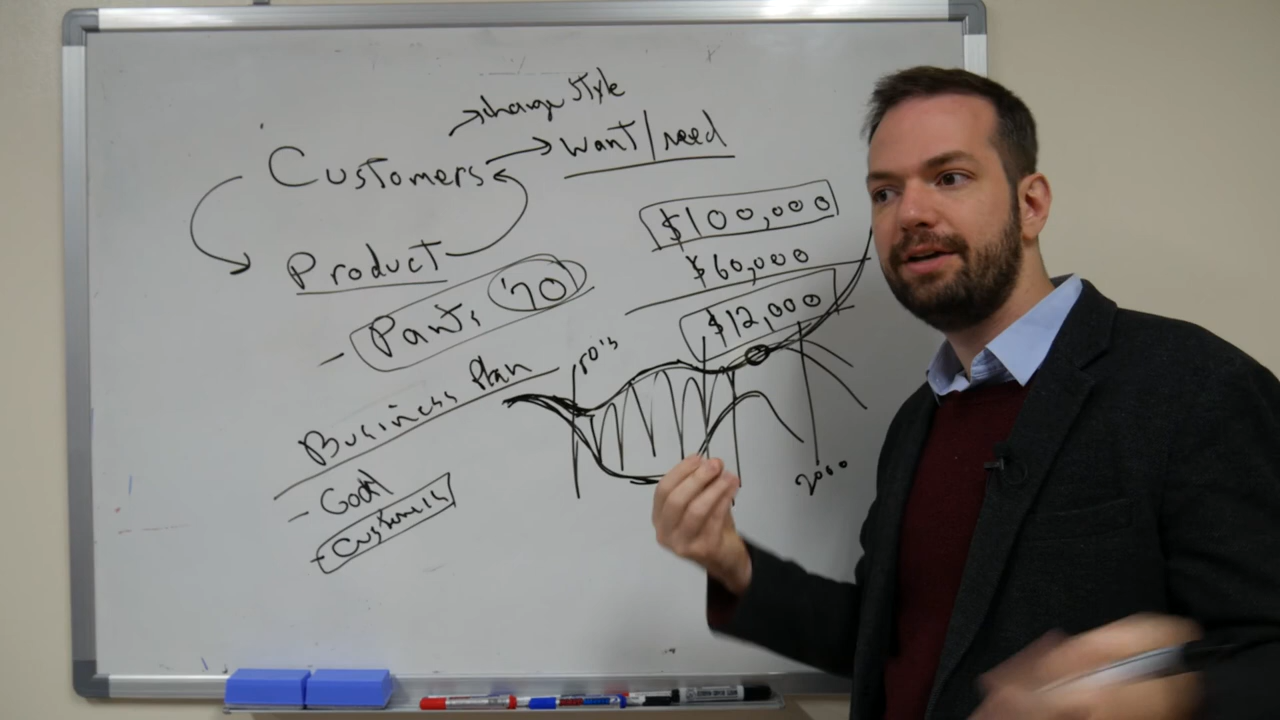 change style
Customers → want/need
Product
- Pants '70
$100,000
$60,000
$12,000
Business Plan
- Goal
- Customers
2000